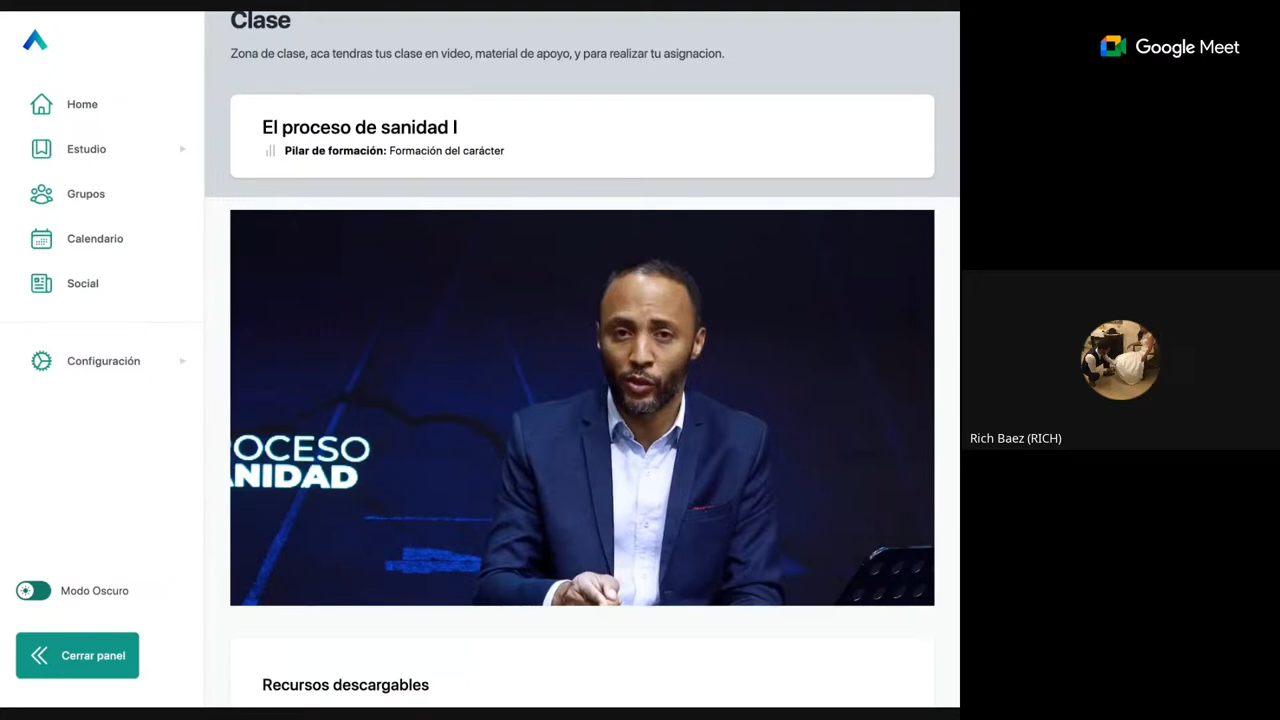 Clase
Zona de clase, aca tendras tus clase en video, material de apoyo, y para realizar tu asignacion.
Google Meet
Home
Estudio
Grupos
Calendario
Social
Configuración
Modo Oscuro
Cerrar panel
El proceso de sanidad I
Pilar de formación: Formación del carácter
ROCESO
ANIDAD
Recursos descargables
Rich Baez (RICH)